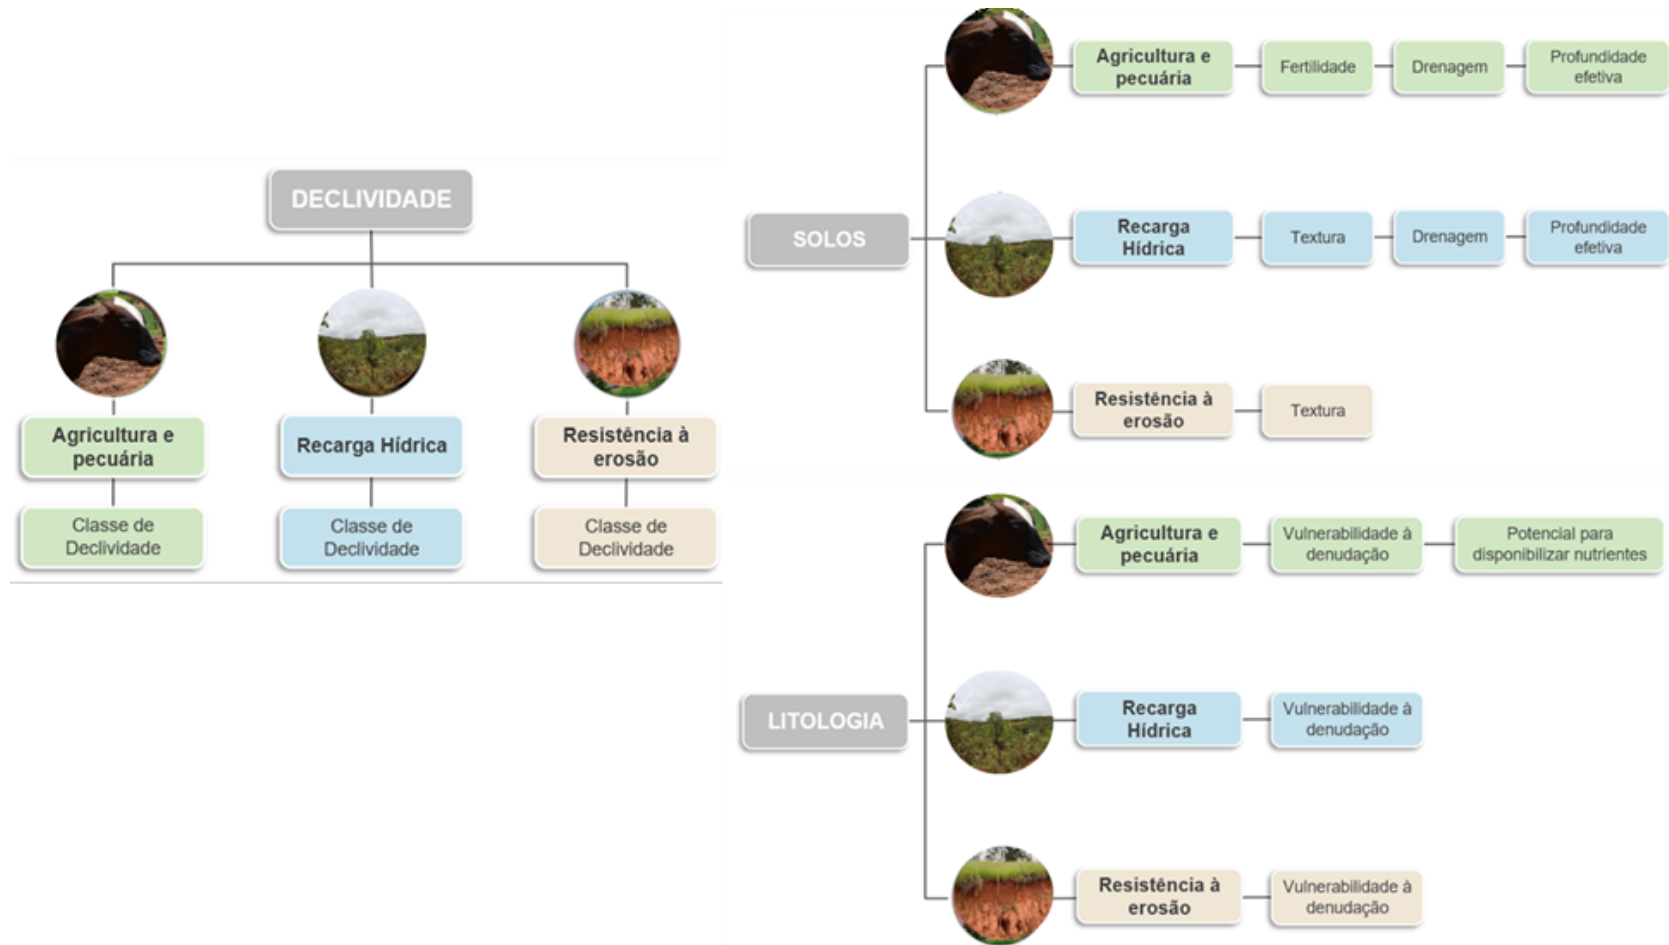 DECLIVIDADE
Agricultura e
pecuária
Recarga Hídrica
Resistência à
erosão
Classe de
Declividade
Classe de
Declividade
Classe de
Declividade
SOLOS
Agricultura e
pecuária
Fertilidade
Drenagem
Profundidade
efetiva
Recarga
Hídrica
Textura
Drenagem
Profundidade
efetiva
Resistência à
erosão
Textura
LITOLOGIA
Agricultura e
pecuária
Vulnerabilidade à
denudação
Potencial para
disponibilizar nutrientes
Recarga
Hídrica
Vulnerabilidade à
denudação
Resistência à
erosão
Vulnerabilidade à
denudação